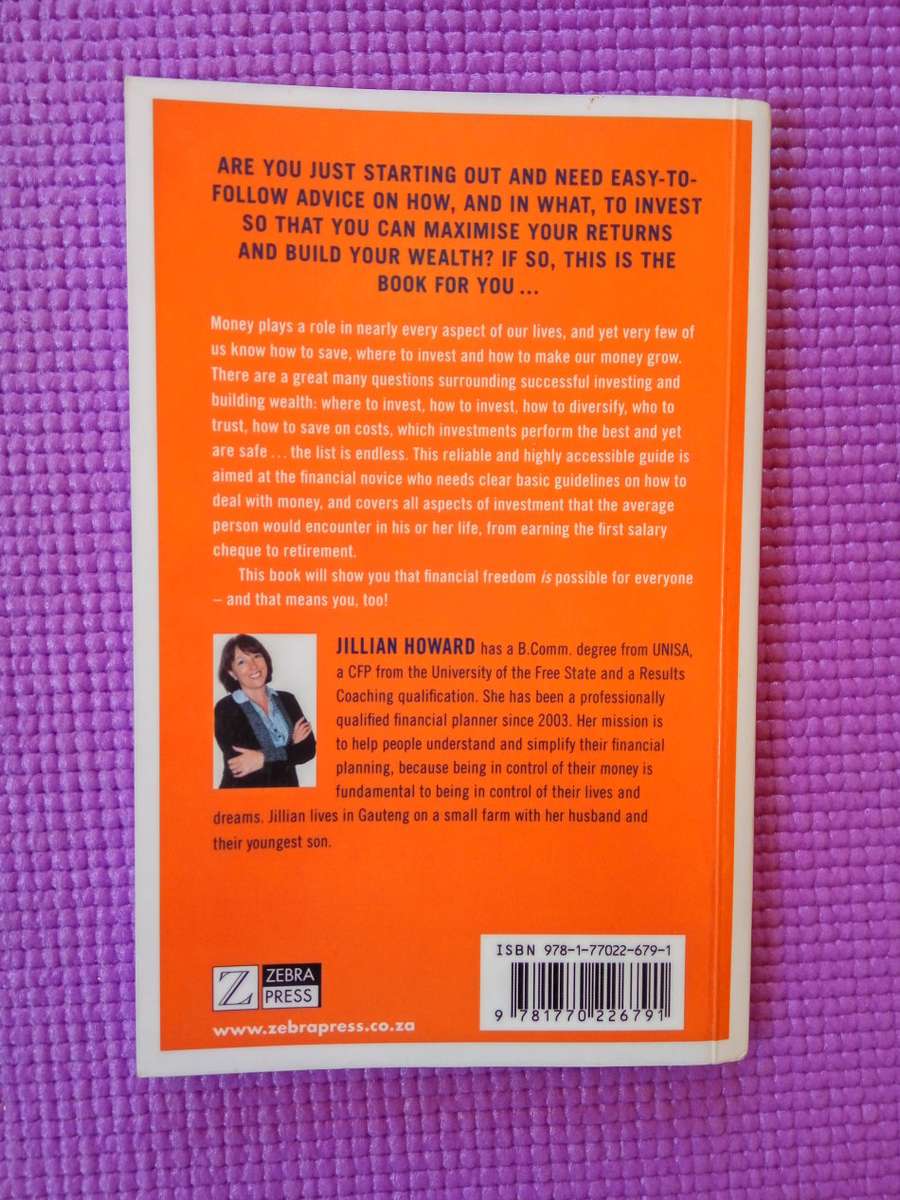 ARE YOU JUST STARTING OUT AND NEED EASY-TO-
FOLLOW ADVICE ON HOW, AND IN WHAT, TO INVEST
SO THAT YOU CAN MAXIMISE YOUR RETURNS
AND BUILD YOUR WEALTH? IF SO, THIS IS THE
BOOK FOR YOU ...
Money plays a role in nearly every aspect of our lives, and yet very few of
us know how to save, where to invest and how to make our money grow.
There are a great many questions surrounding successful investing and
building wealth: where to invest, how to invest, how to diversify, who to
trust, how to save on costs, which investments perform the best and yet
are safe ... the list is endless. This reliable and highly accessible guide is
aimed at the financial novice who needs clear basic guidelines on how to
deal with money, and covers all aspects of investment that the average
person would encounter in his or her life, from earning the first salary
cheque to retirement.
This book will show you that financial freedom is possible for everyone
– and that means you, too!
JILLIAN HOWARD has a B.Comm. degree from UNISA,
a CFP from the University of the Free State and a Results
Coaching qualification. She has been a professionally
qualified financial planner since 2003. Her mission is
to help people understand and simplify their financial
planning, because being in control of their money is
fundamental to being in control of their lives and
dreams. Jillian lives in Gauteng on a small farm with her husband and
their youngest son.
ISBN 978-1-77022-679-1
9 781770 226791
Z ZEBRA
PRESS
www.zebrapress.co.za